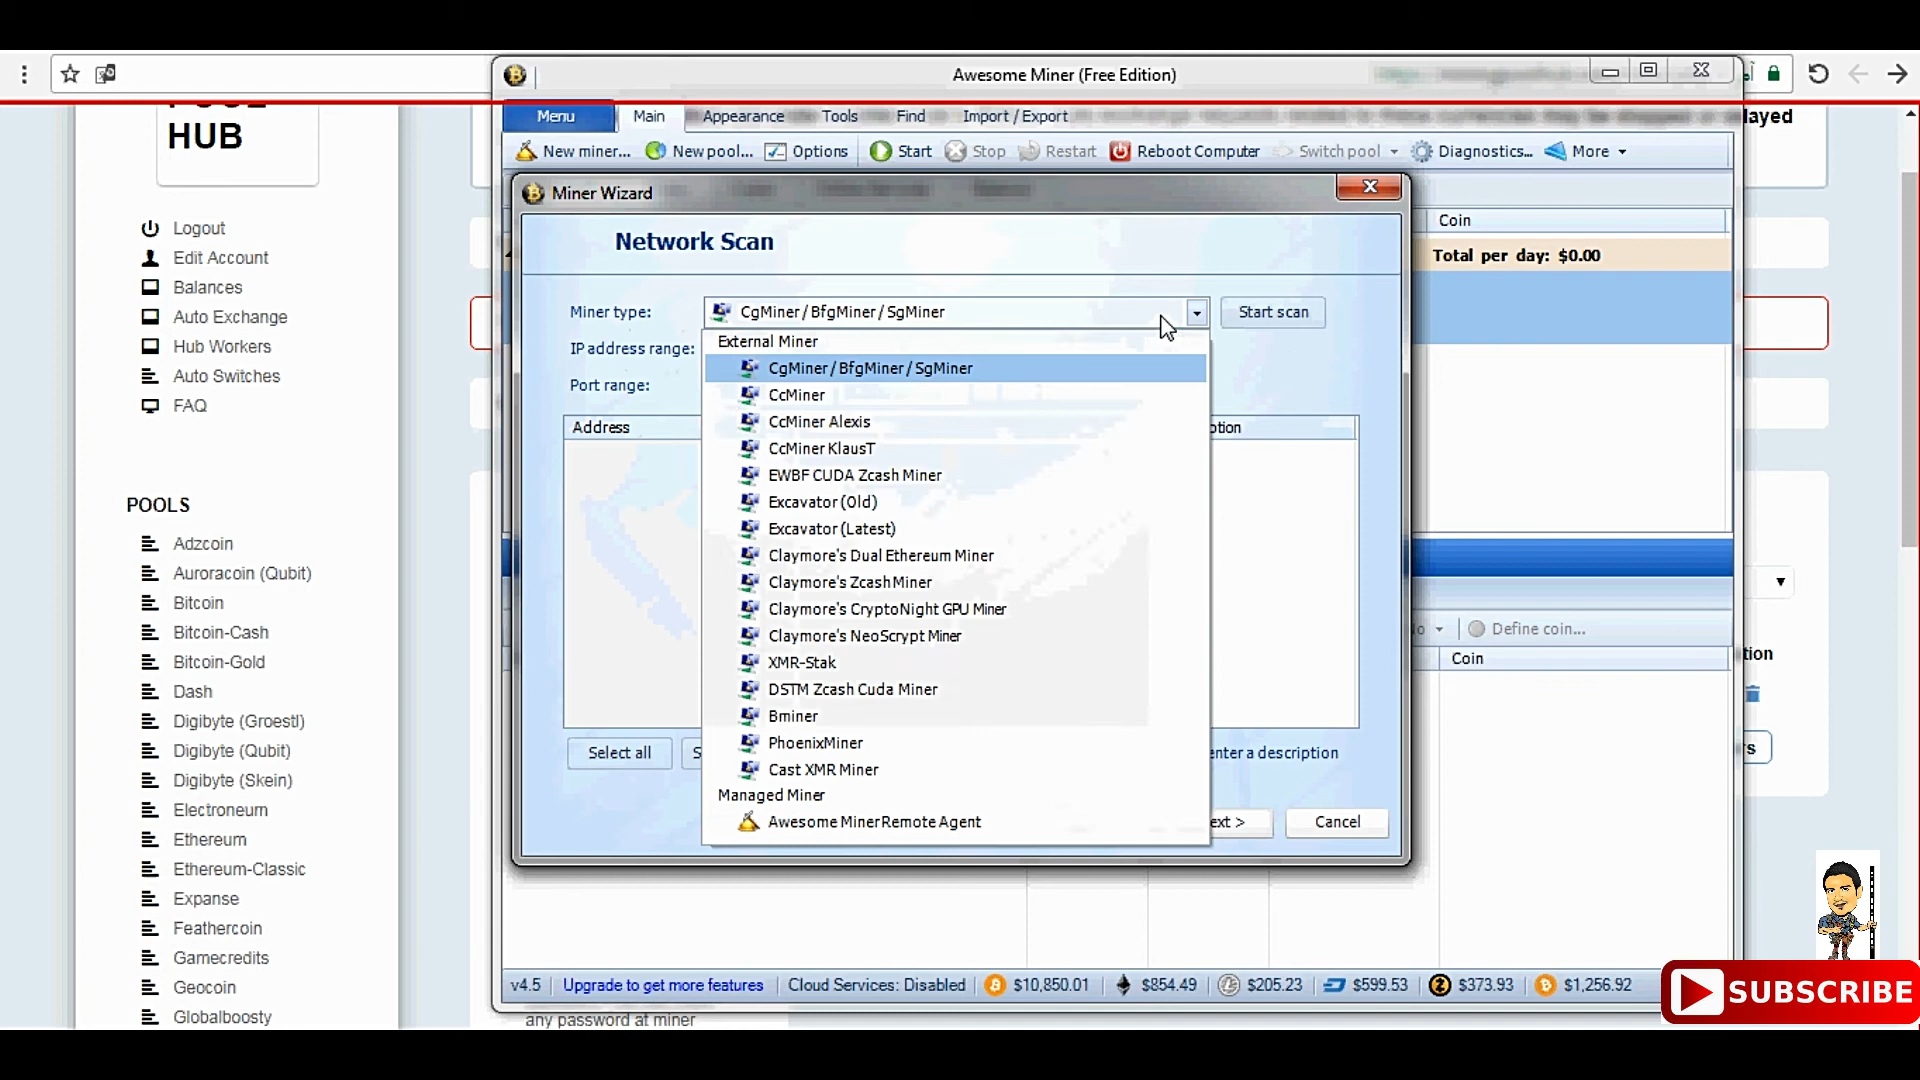 Awesome Miner (Free Edition)
HUB
Menu
Main
Appearance
Tools
Find
Import / Export
layed
New miner...
New pool...
Options
Start
Stop
Restart
Reboot Computer
Switch pool
Diagnostics...
More
Miner Wizard
Logout
Edit Account
Balances
Auto Exchange
Hub Workers
Auto Switches
FAQ
POOLS
Adzcoin
Auroracoin (Qubit)
Bitcoin
Bitcoin-Cash
Bitcoin-Gold
Dash
Digibyte (Groestl)
Digibyte (Qubit)
Digibyte (Skein)
Electroneum
Ethereum
Ethereum-Classic
Expanse
Feathercoin
Gamecredits
Geocoin
Globalboosty
Network Scan
Miner type:
CgMiner / BfgMiner / SgMiner
Start scan
IP address range:
Port range:
External Miner
CgMiner / BfgMiner / SgMiner
CcMiner
CcMiner Alexis
CcMiner KlausT
EWBF CUDA Zcash Miner
Excavator (Old)
Excavator (Latest)
Claymore's Dual Ethereum Miner
Claymore's Zcash Miner
Claymore's CryptoNight GPU Miner
Claymore's NeoScrypt Miner
XMR-Stak
DSTM Zcash Cuda Miner
Bminer
PhoenixMiner
Cast XMR Miner
Managed Miner
Awesome Miner Remote Agent
Address
ption
Select all
S
enter a description
ext >
Cancel
Coin
Total per day: $0.00
Define coin...
Coin
tion
rs
v4.5
Upgrade to get more features
Cloud Services: Disabled
$10,850.01
$854.49
$205.23
$599.53
$373.93
$1,256.92
any password at miner
SUBSCRIBE